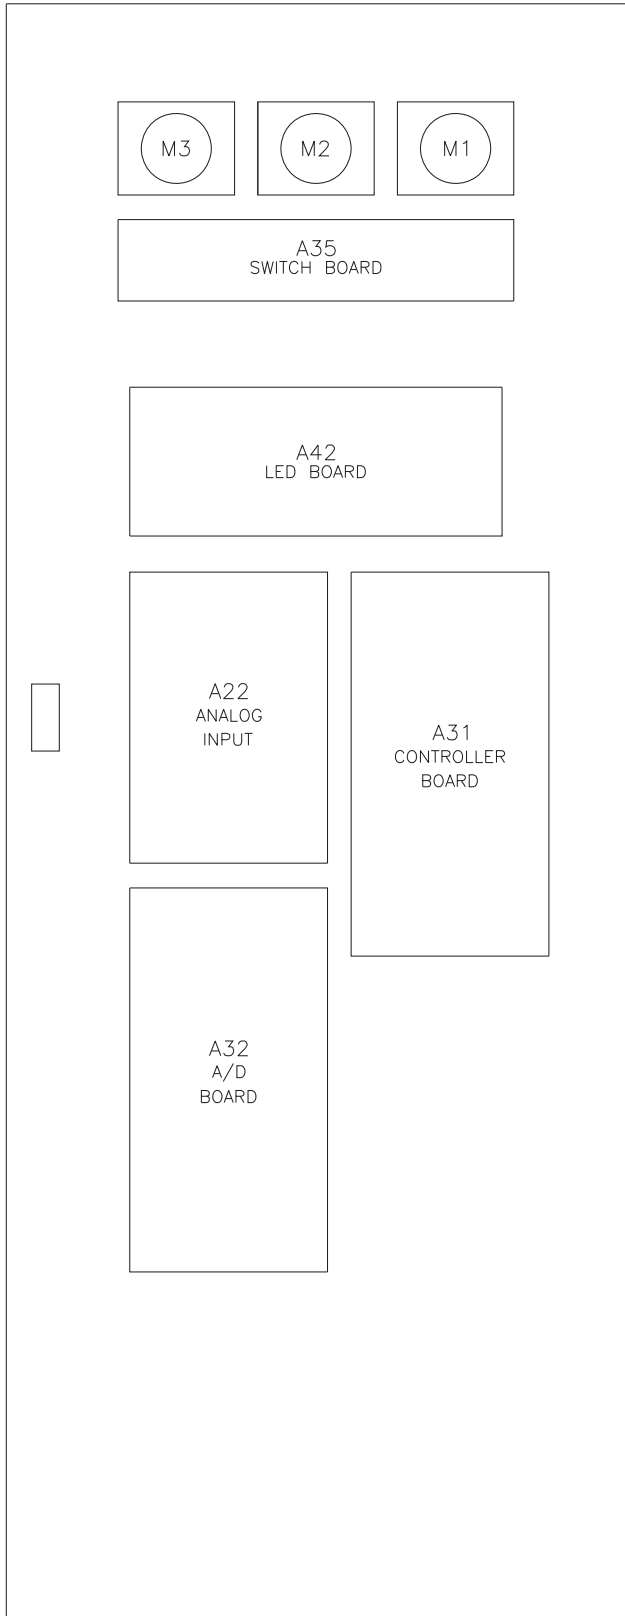 M3
M2
M1
A35
SWITCH BOARD
A42
LED BOARD
A22
ANALOG
INPUT
A31
CONTROLLER
BOARD
A32
A/D
BOARD